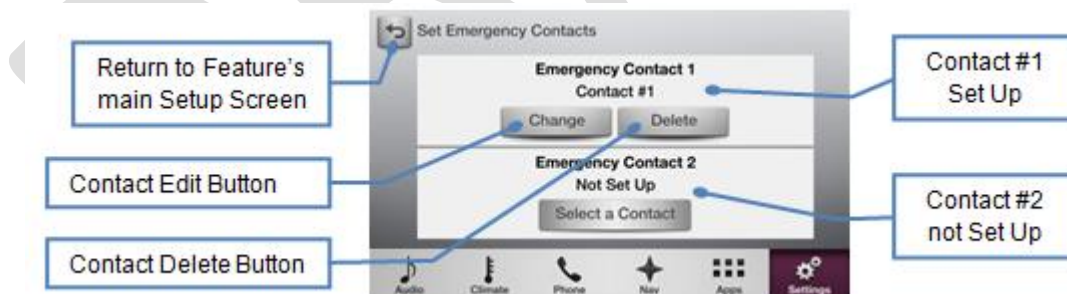 Set Emergency Contacts
Return to Feature's
main Setup Screen
Emergency Contact 1
Contact #1
Change
Delete
Contact #1
Set Up
Contact Edit Button
Emergency Contact 2
Not Set Up
Select a Contact
Contact #2
not Set Up
Contact Delete Button
Audio
Climate
Phone
Nav
Apps
Settings